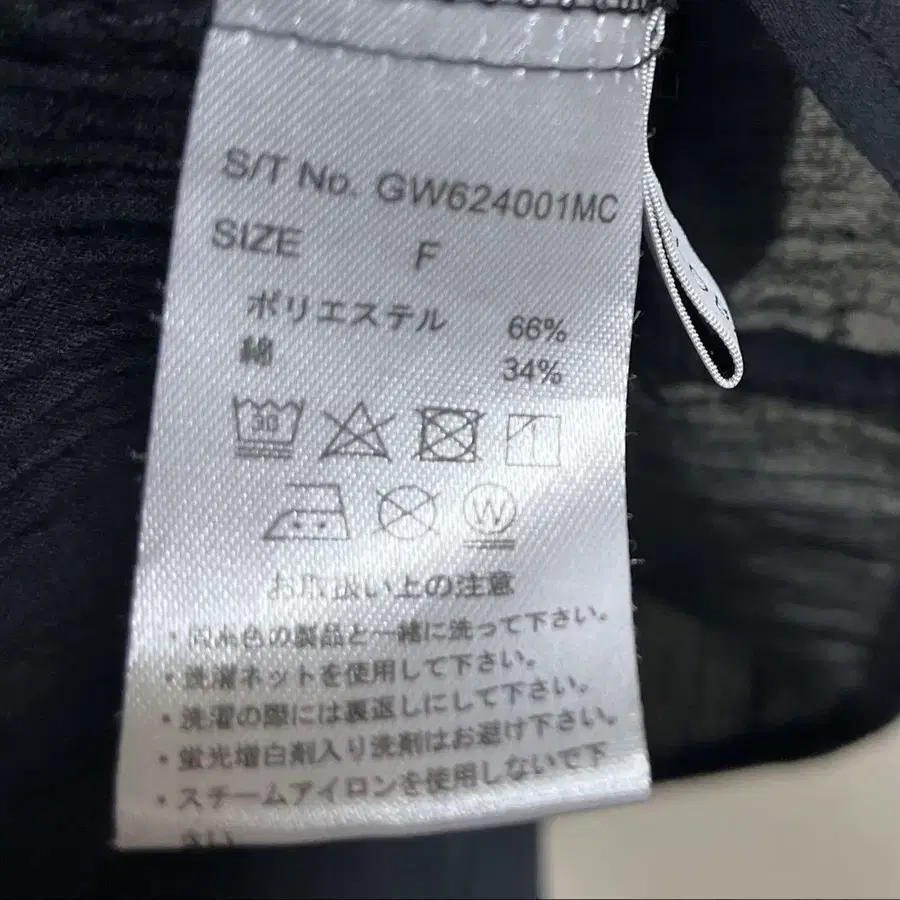 S/T No. GW624001MC
SIZE F
ポリエステル 66%
綿 34%
30
1
W
お取扱い上の注意
・同系色の製品と一緒に洗って下さい。
・洗濯ネットを使用して下さい。
・洗濯の際には裏返しにして下さい。
・蛍光増白剤入り洗剤はお避け下さい。
・スチームアイロンを使用しないで下
さい